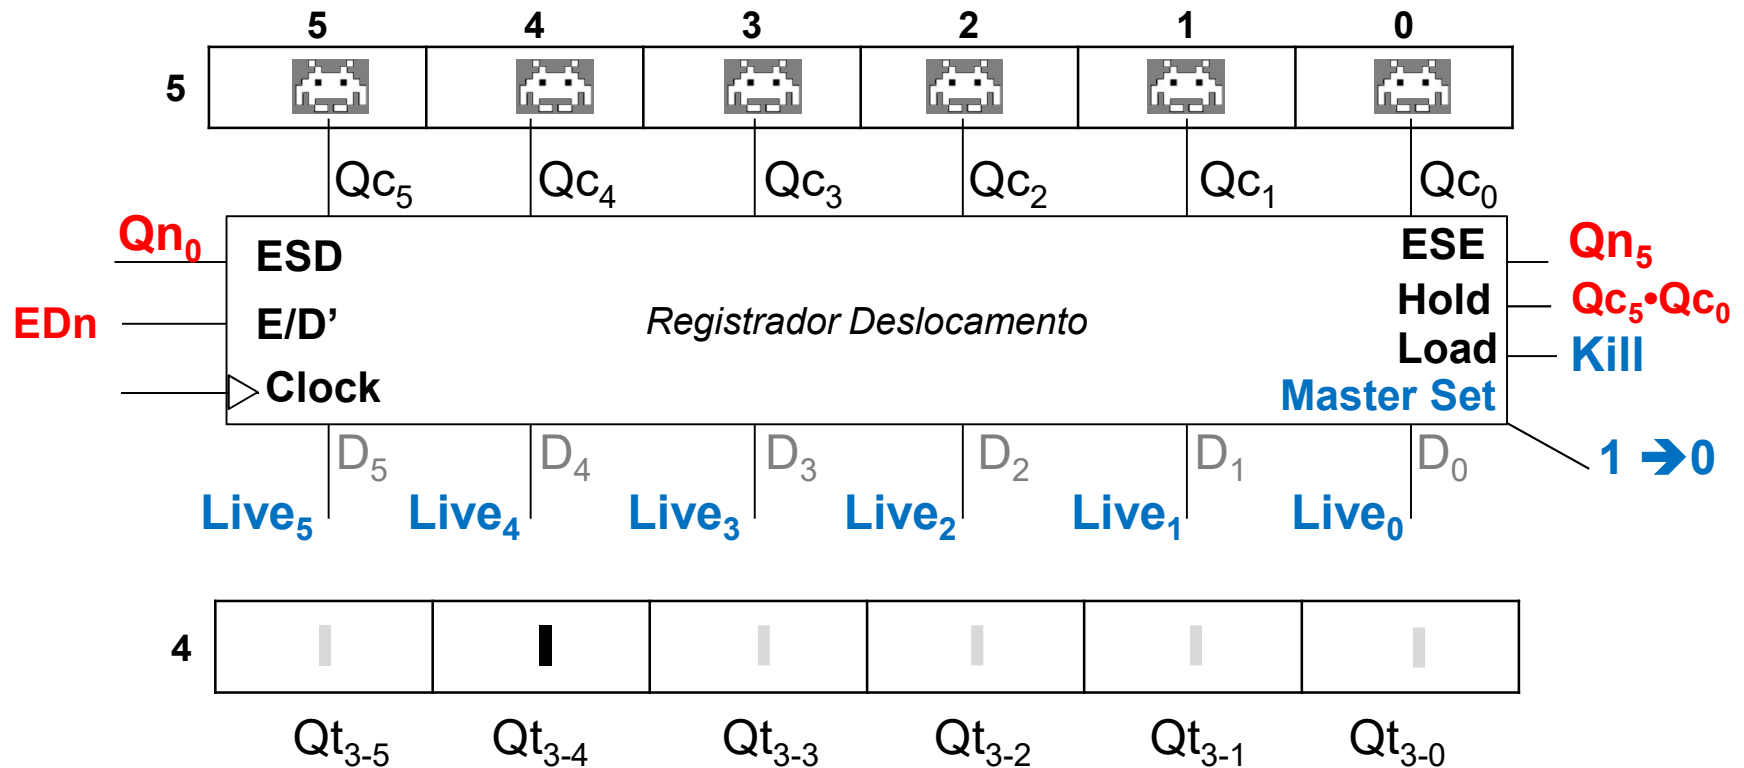 5 4 3 2 1 0
5
Qc₅ Qc₄ Qc₃ Qc₂ Qc₁ Qc₀
Qn₀ ESD ESE Qn₅
Hold Qc₅•Qc₀
EDn E/D’ Registrador Deslocamento
Load Kill
Clock Master Set
D₅ D₄ D₃ D₂ D₁ D₀ 1 ➔0
Live₅ Live₄ Live₃ Live₂ Live₁ Live₀
4
Qt₃₋₅ Qt₃₋₄ Qt₃₋₃ Qt₃₋₂ Qt₃₋₁ Qt₃₋₀